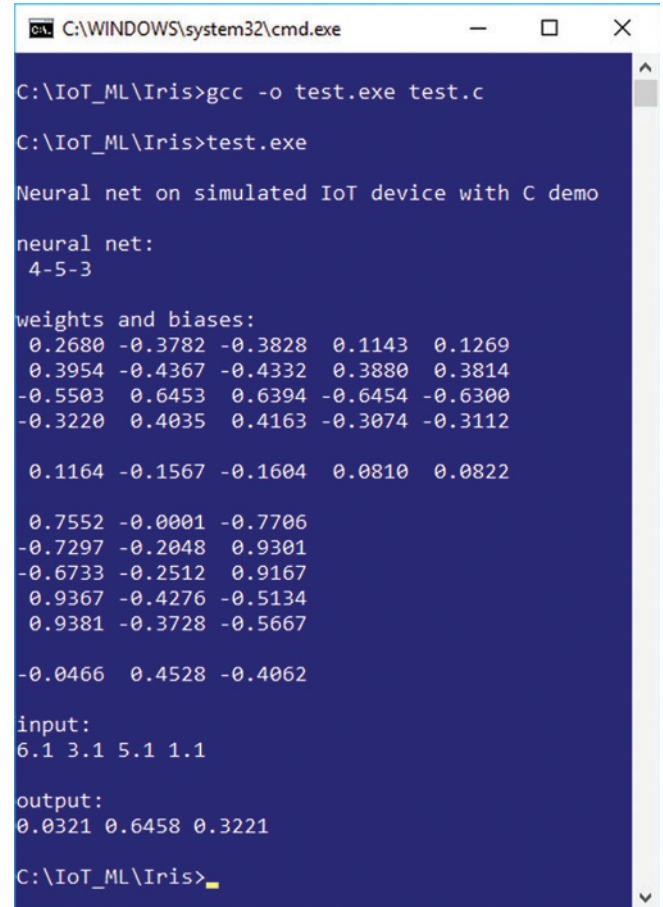 C:\WINDOWS\system32\cmd.exe
C:\IoT_ML\Iris>gcc -o test.exe test.c
C:\IoT_ML\Iris>test.exe
Neural net on simulated IoT device with C demo
neural net:
4-5-3
weights and biases:
0.2680 -0.3782 -0.3828 0.1143 0.1269
0.3954 -0.4367 -0.4332 0.3880 0.3814
-0.5503 0.6453 0.6394 -0.6454 -0.6300
-0.3220 0.4035 0.4163 -0.3074 -0.3112
0.1164 -0.1567 -0.1604 0.0810 0.0822
0.7552 -0.0001 -0.7706
-0.7297 -0.2048 0.9301
-0.6733 -0.2512 0.9167
0.9367 -0.4276 -0.5134
0.9381 -0.3728 -0.5667
-0.0466 0.4528 -0.4062
input:
6.1 3.1 5.1 1.1
output:
0.0321 0.6458 0.3221
C:\IoT_ML\Iris>